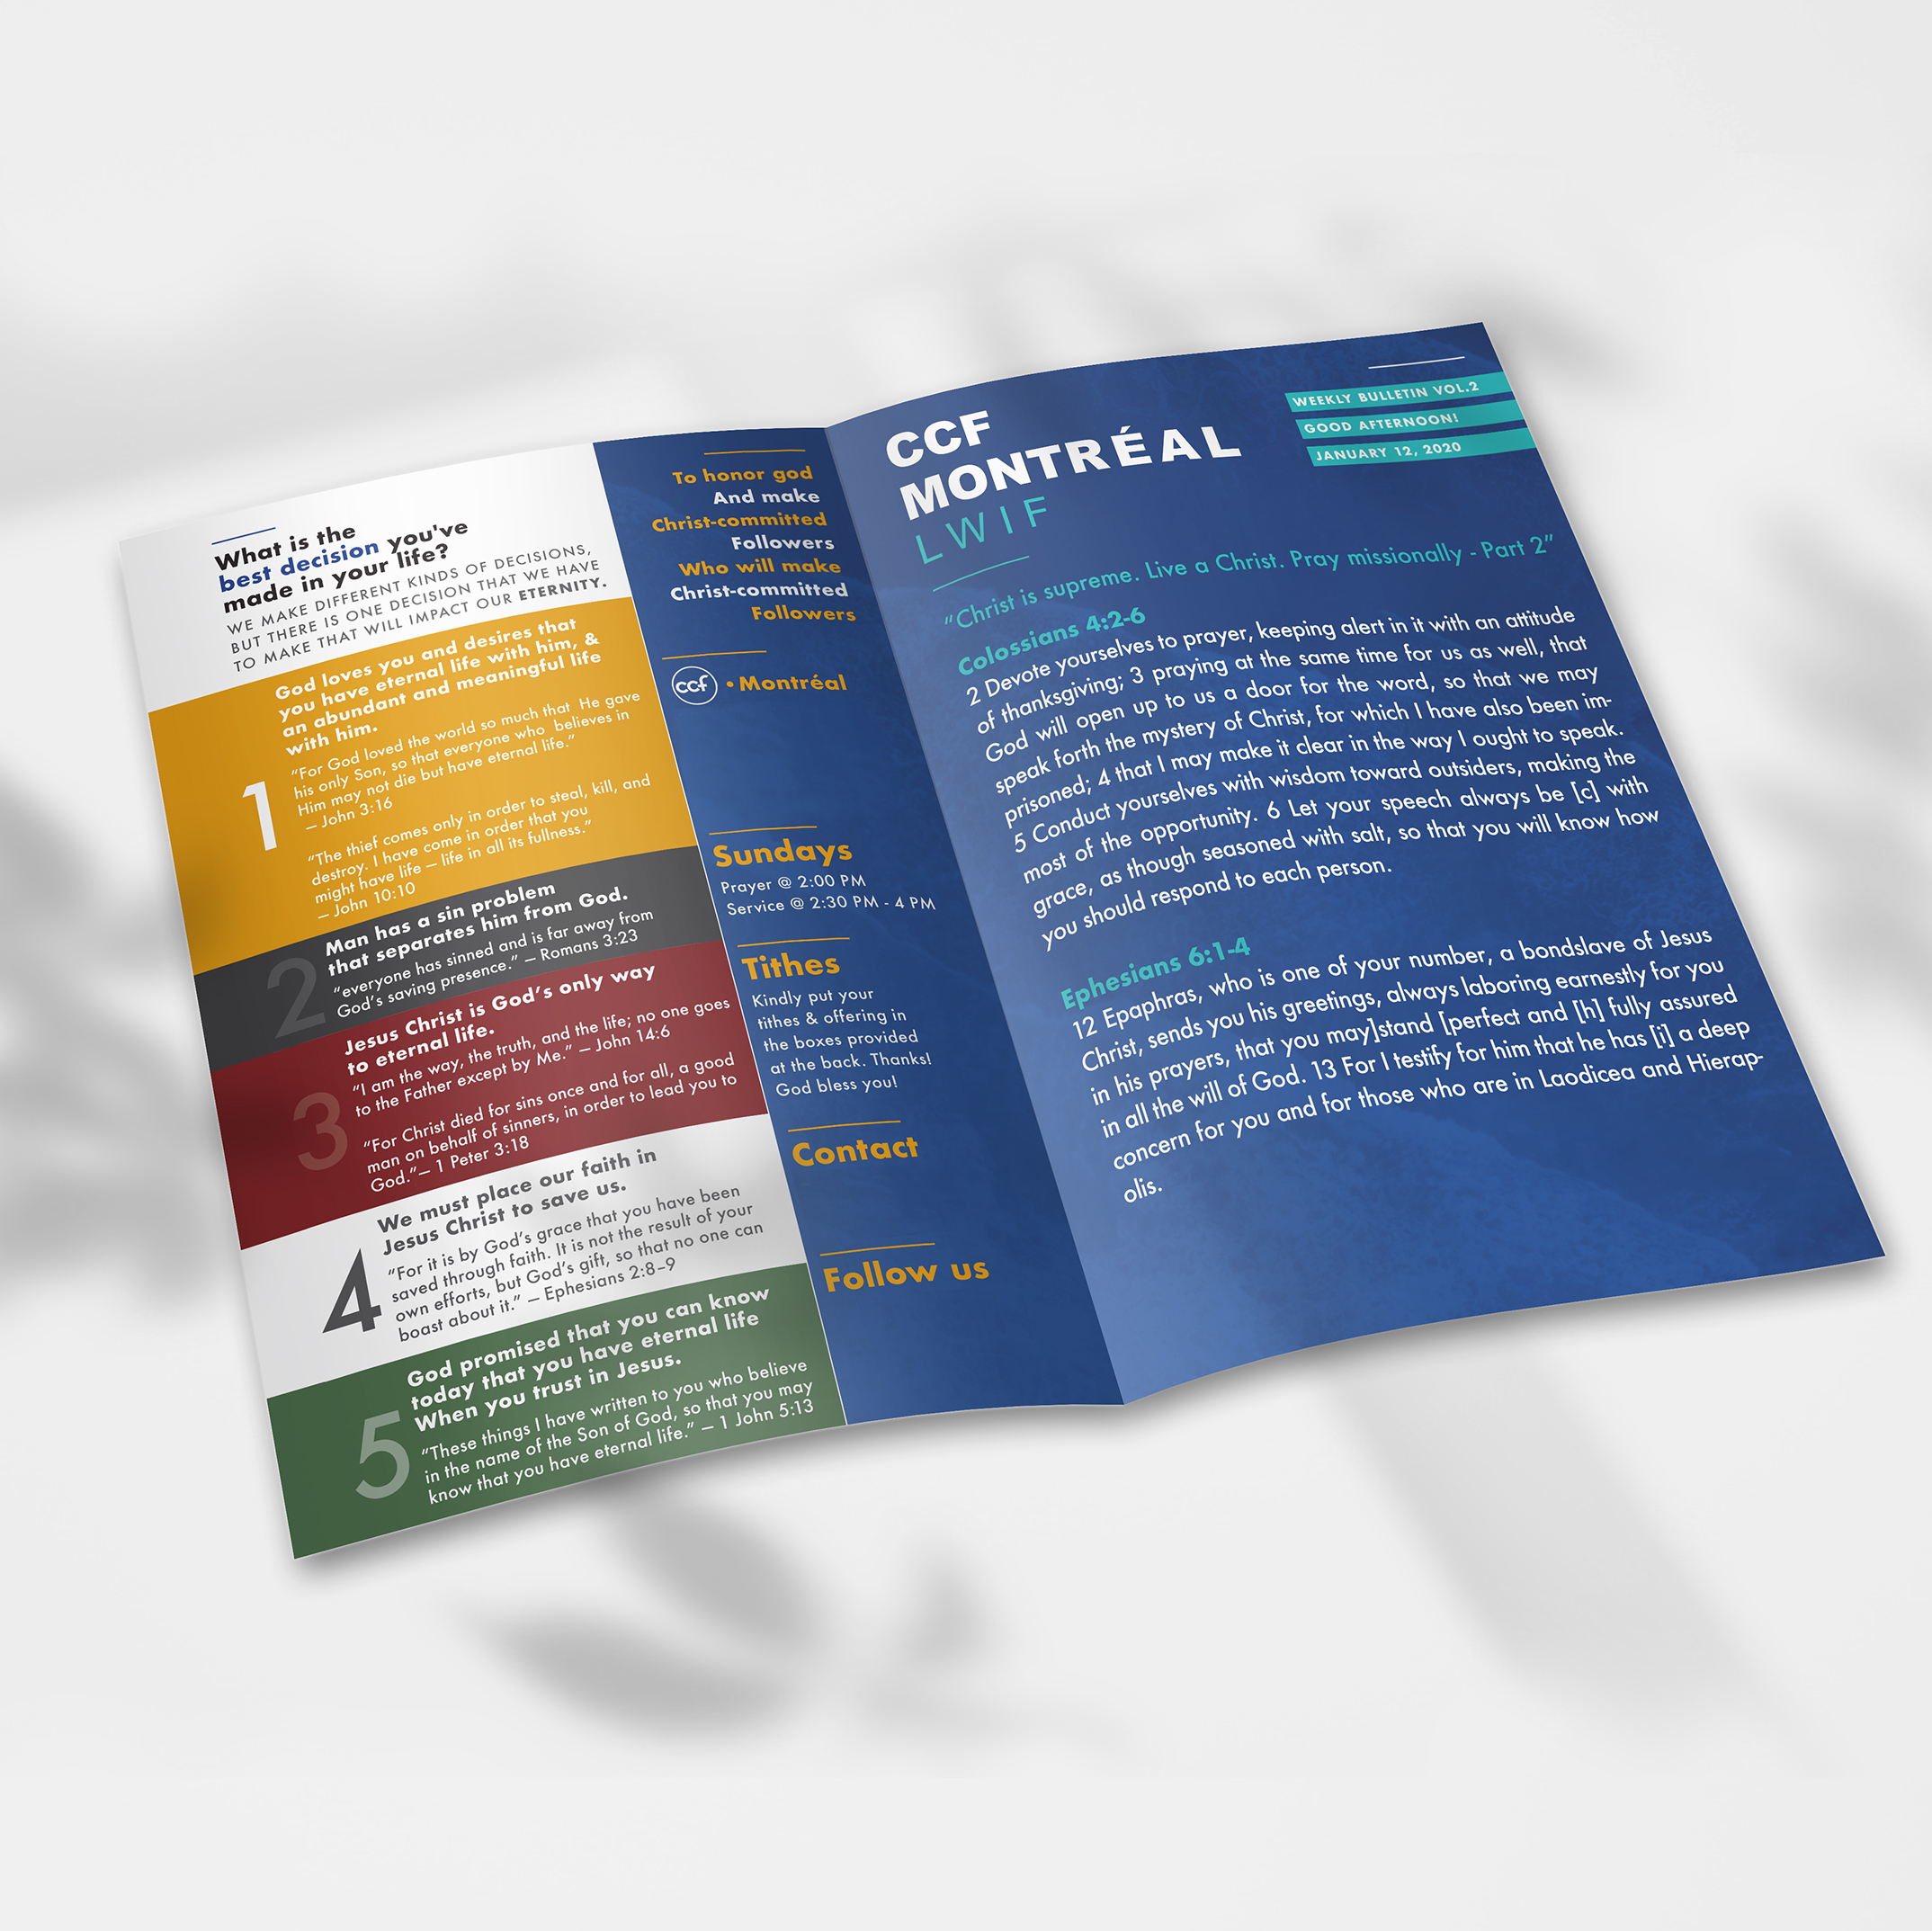 What is the
best decision you've
made in your life?
WE MAKE DIFFERENT KINDS OF DECISIONS,
BUT THERE IS ONE DECISION THAT WE HAVE
TO MAKE THAT WILL IMPACT OUR ETERNITY.
1
God loves you and desires that
you have eternal life with him, &
an abundant and meaningful life
with him.
“For God loved the world so much that He gave
his only Son, so that everyone who believes in
Him may not die but have eternal life.”
– John 3:16
“The thief comes only in order to steal, kill, and
destroy. I have come in order that you
might have life – life in all its fullness.”
– John 10:10
2
Man has a sin problem
that separates him from God.
“everyone has sinned and is far away from
God’s saving presence.” – Romans 3:23
3
Jesus Christ is God’s only way
to eternal life.
“I am the way, the truth, and the life; no one goes
to the Father except by Me.” – John 14:6
“For Christ died for sins once and for all, a good
man on behalf of sinners, in order to lead you to
God.”– 1 Peter 3:18
4
We must place our faith in
Jesus Christ to save us.
“For it is by God’s grace that you have been
saved through faith. It is not the result of your
own efforts, but God’s gift, so that no one can
boast about it.” – Ephesians 2:8–9
5
God promised that you can know
today that you have eternal life
When you trust in Jesus.
“These things I have written to you who believe
in the name of the Son of God, so that you may
know that you have eternal life.” – 1 John 5:13
To honor god
And make
Christ-committed
Followers
Who will make
Christ-committed
Followers
ccf • Montréal
Sundays
Prayer @ 2:00 PM
Service @ 2:30 PM - 4 PM
Tithes
Kindly put your
tithes & offering in
the boxes provided
at the back. Thanks!
God bless you!
Contact
Follow us
CCF
MONTRÉAL
LWIF
WEEKLY BULLETIN VOL.2
GOOD AFTERNOON!
JANUARY 12, 2020
“Christ is supreme. Live a Christ. Pray missionally - Part 2”
Colossians 4:2-6
2 Devote yourselves to prayer, keeping alert in it with an attitude
of thanksgiving; 3 praying at the same time for us as well, that
God will open up to us a door for the word, so that we may
speak forth the mystery of Christ, for which I have also been im-
prisoned; 4 that I may make it clear in the way I ought to speak.
5 Conduct yourselves with wisdom toward outsiders, making the
most of the opportunity. 6 Let your speech always be [c] with
grace, as though seasoned with salt, so that you will know how
you should respond to each person.
Ephesians 6:1-4
12 Epaphras, who is one of your number, a bondslave of Jesus
Christ, sends you his greetings, always laboring earnestly for you
in his prayers, that you may]stand [perfect and [h] fully assured
in all the will of God. 13 For I testify for him that he has [i] a deep
concern for you and for those who are in Laodicea and Hierap-
olis.